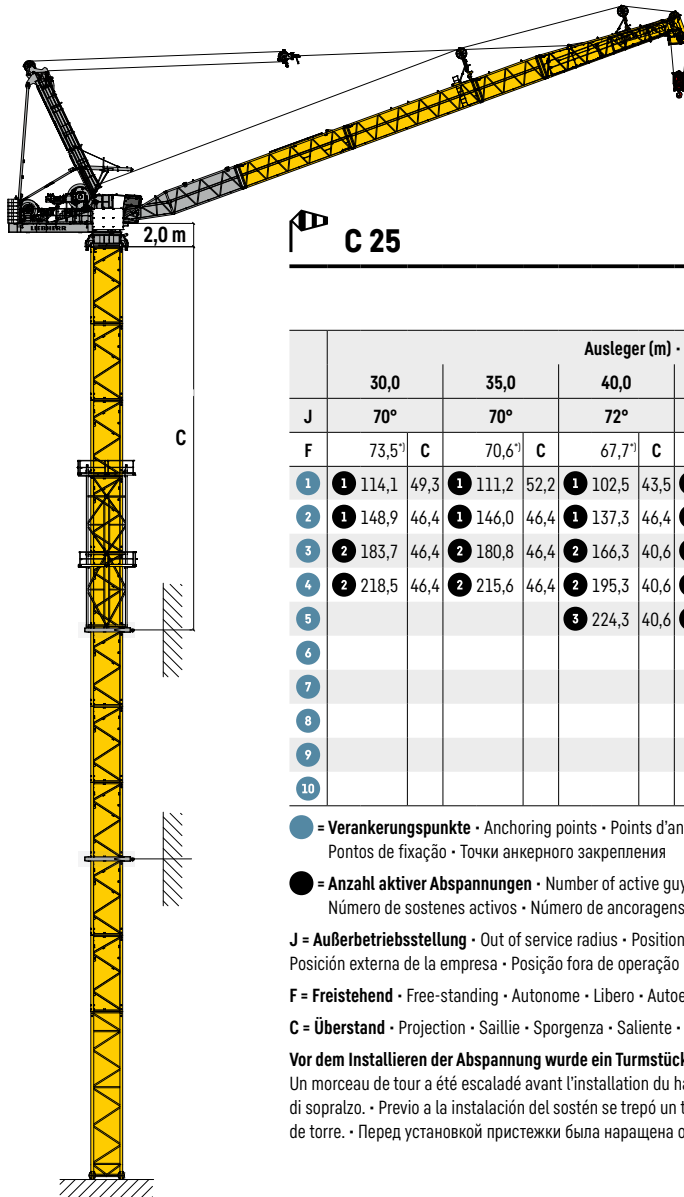 LIEBHERR
2,0 m
C
C 25
Ausleger (m) ·
30,0 35,0 40,0
J 70° 70° 72°
F 73,5*) C 70,6*) C 67,7*) C
1 1 114,1 49,3 1 111,2 52,2 1 102,5 43,5
2 1 148,9 46,4 1 146,0 46,4 1 137,3 46,4
3 2 183,7 46,4 2 180,8 46,4 2 166,3 40,6
4 2 218,5 46,4 2 215,6 46,4 2 195,3 40,6
5 3 224,3 40,6
6
7
8
9
10
= Verankerungspunkte · Anchoring points · Points d'an
Pontos de fixação · Точки анкерного закрепления
= Anzahl aktiver Abspannungen · Number of active guy
Número de sostenes activos · Número de ancoragens
J = Außerbetriebsstellung · Out of service radius · Position
Posición externa de la empresa · Posição fora de operação
F = Freistehend · Free-standing · Autonome · Libero · Autoe
C = Überstand · Projection · Saillie · Sporgenza · Saliente ·
Vor dem Installieren der Abspannung wurde ein Turmstück
Un morceau de tour a été escaladé avant l'installation du ha
di sopralzo. · Previo a la instalación del sostén se trepó un t
de torre. · Перед установкой пристежки была наращена о